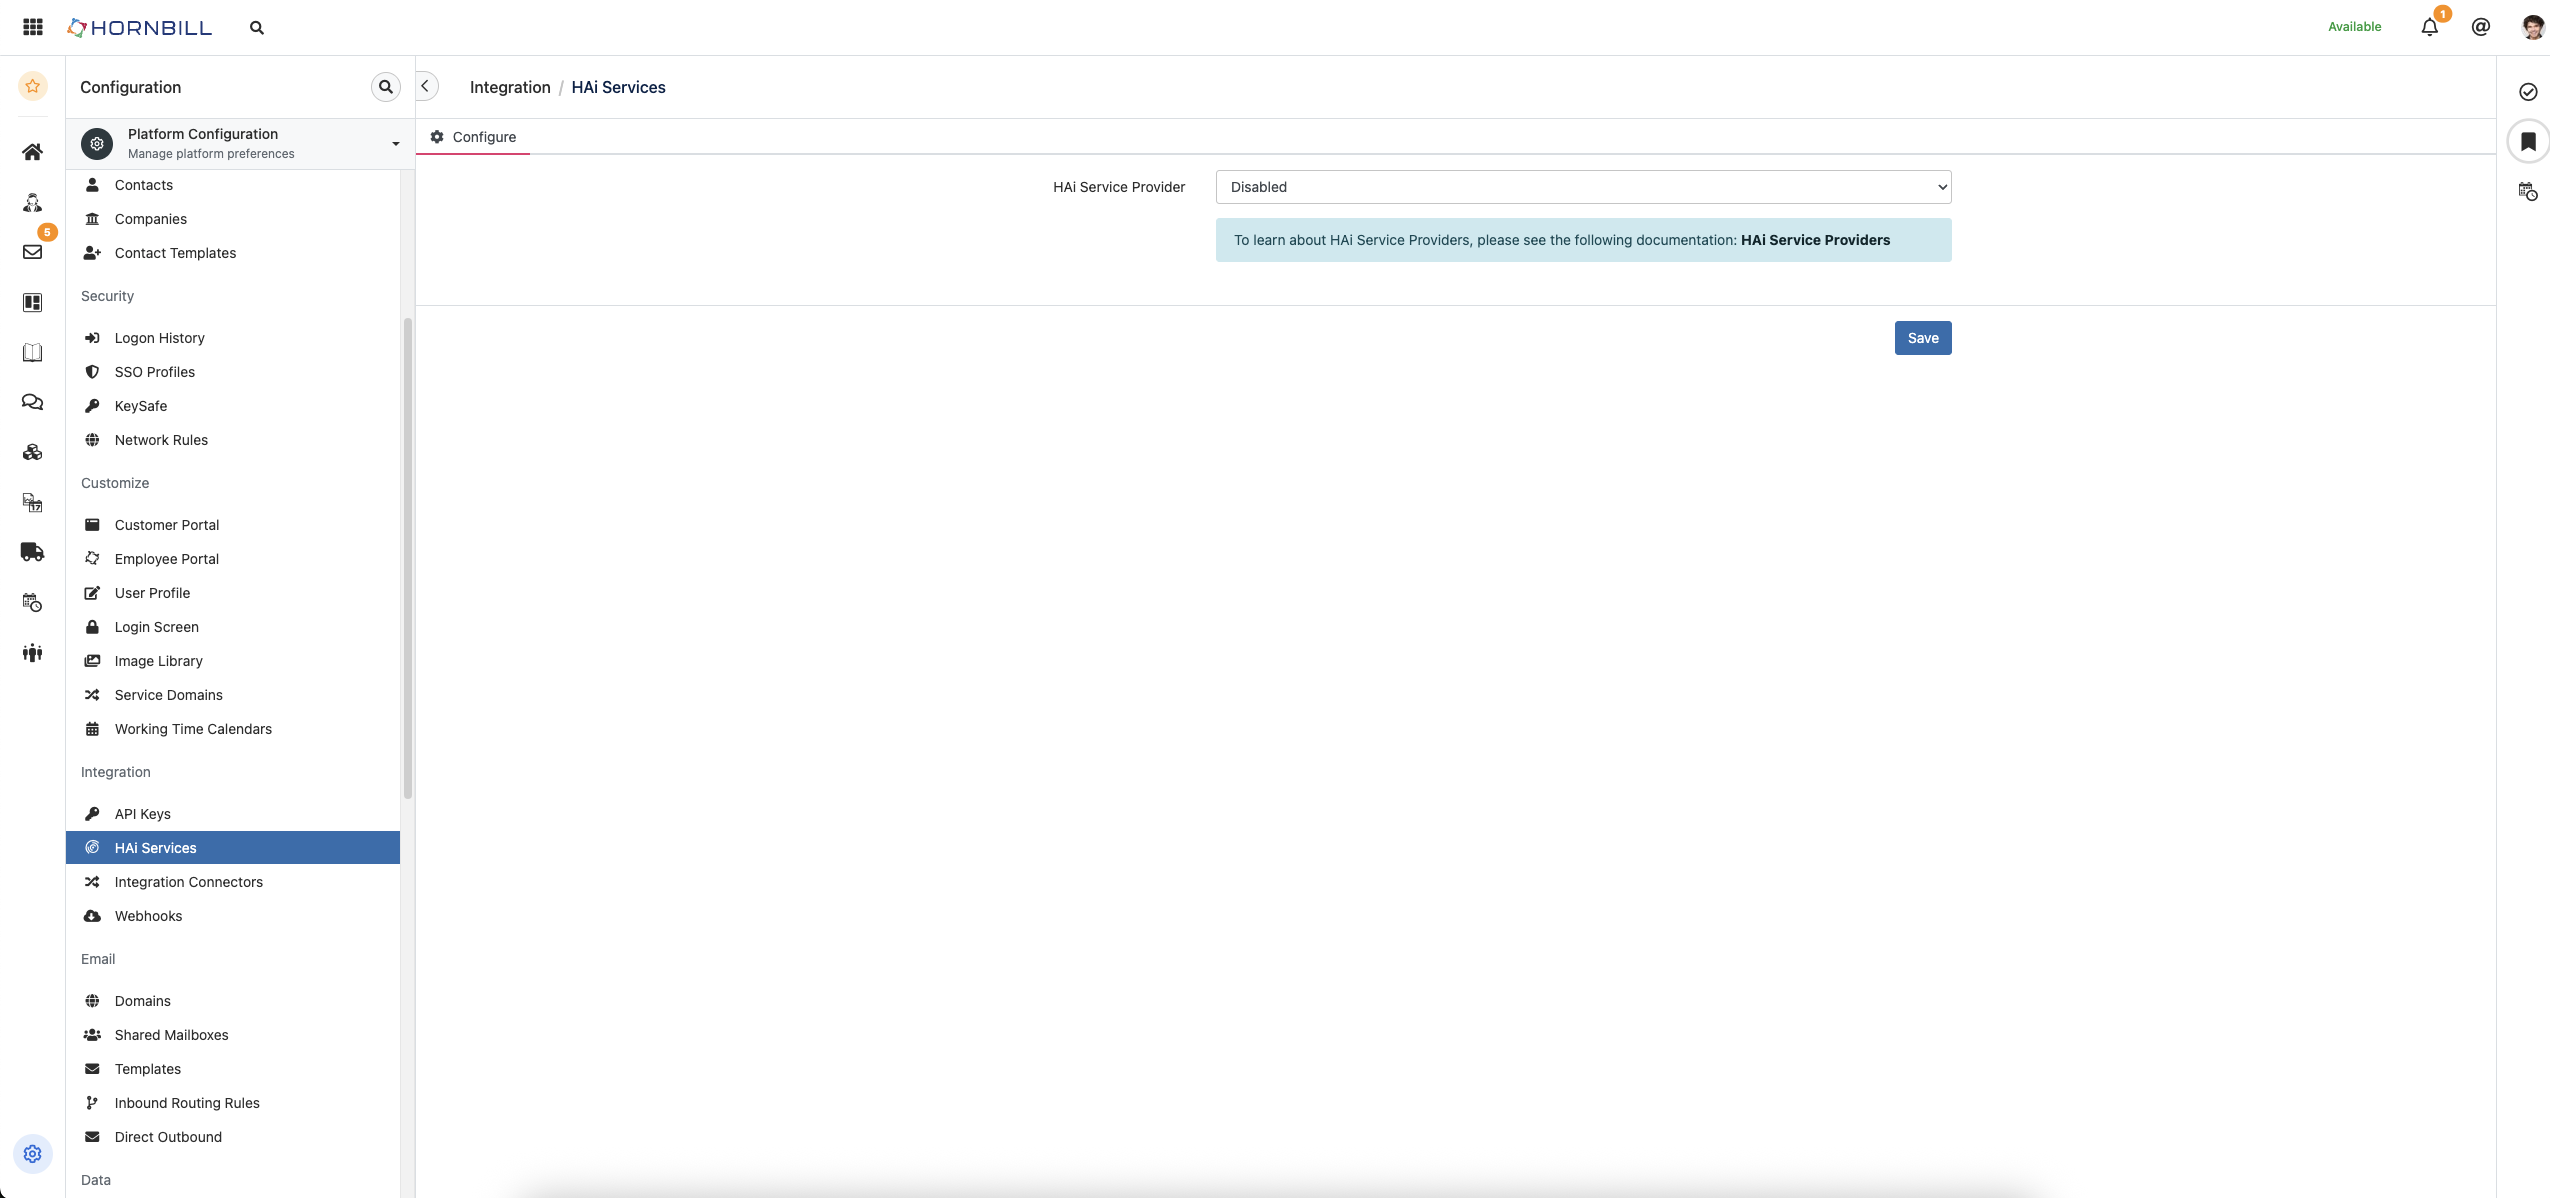 HORNBILL
Available
1
Configuration
Integration / HAi Services
Platform Configuration
Manage platform preferences
Configure
5
Contacts
Companies
Contact Templates
Security
Logon History
SSO Profiles
KeySafe
Network Rules
Customize
Customer Portal
Employee Portal
User Profile
Login Screen
Image Library
Service Domains
Working Time Calendars
Integration
API Keys
HAi Services
Integration Connectors
Webhooks
Email
Domains
Shared Mailboxes
Templates
Inbound Routing Rules
Direct Outbound
Data
HAi Service Provider
Disabled
To learn about HAi Service Providers, please see the following documentation: HAi Service Providers
Save
17